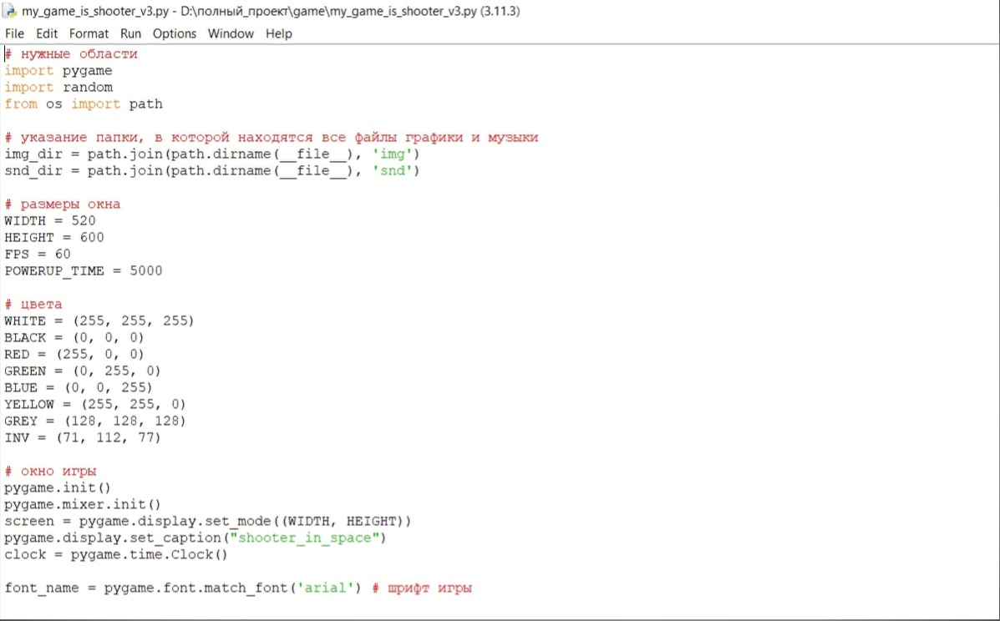 my_game_is_shooter_v3.py - D:\полный_проект\game\my_game_is_shooter_v3.py (3.11.3)
File Edit Format Run Options Window Help
# нужные области
import pygame
import random
from os import path
# указание папки, в которой находятся все файлы графики и музыки
img_dir = path.join(path.dirname(__file__), 'img')
snd_dir = path.join(path.dirname(__file__), 'snd')
# размеры окна
WIDTH = 520
HEIGHT = 600
FPS = 60
POWERUP_TIME = 5000
# цвета
WHITE = (255, 255, 255)
BLACK = (0, 0, 0)
RED = (255, 0, 0)
GREEN = (0, 255, 0)
BLUE = (0, 0, 255)
YELLOW = (255, 255, 0)
GREY = (128, 128, 128)
INV = (71, 112, 77)
# окно игры
pygame.init()
pygame.mixer.init()
screen = pygame.display.set_mode((WIDTH, HEIGHT))
pygame.display.set_caption("shooter_in_space")
clock = pygame.time.Clock()
font_name = pygame.font.match_font('arial') # шрифт игры